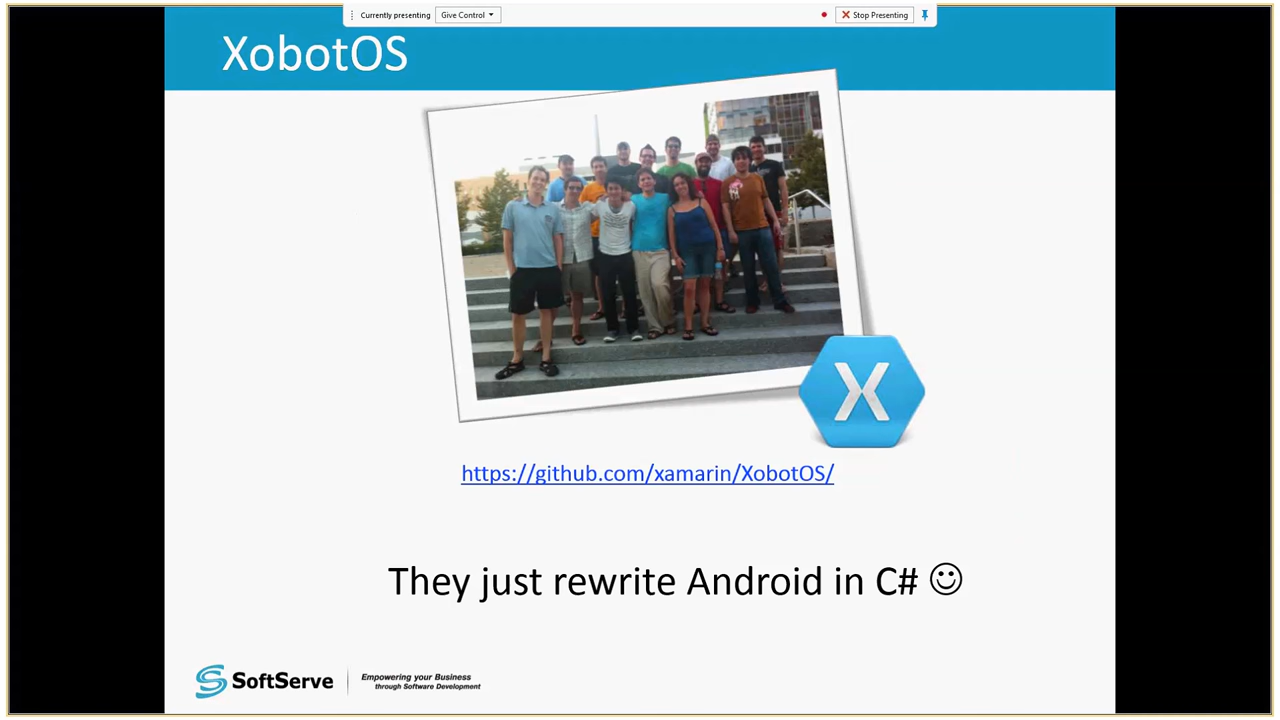 Currently presenting Give Control Stop Presenting
XobotOS
X
https://github.com/xamarin/XobotOS/
They just rewrite Android in C# ☺
SoftServe
Empowering your Business
through Software Development